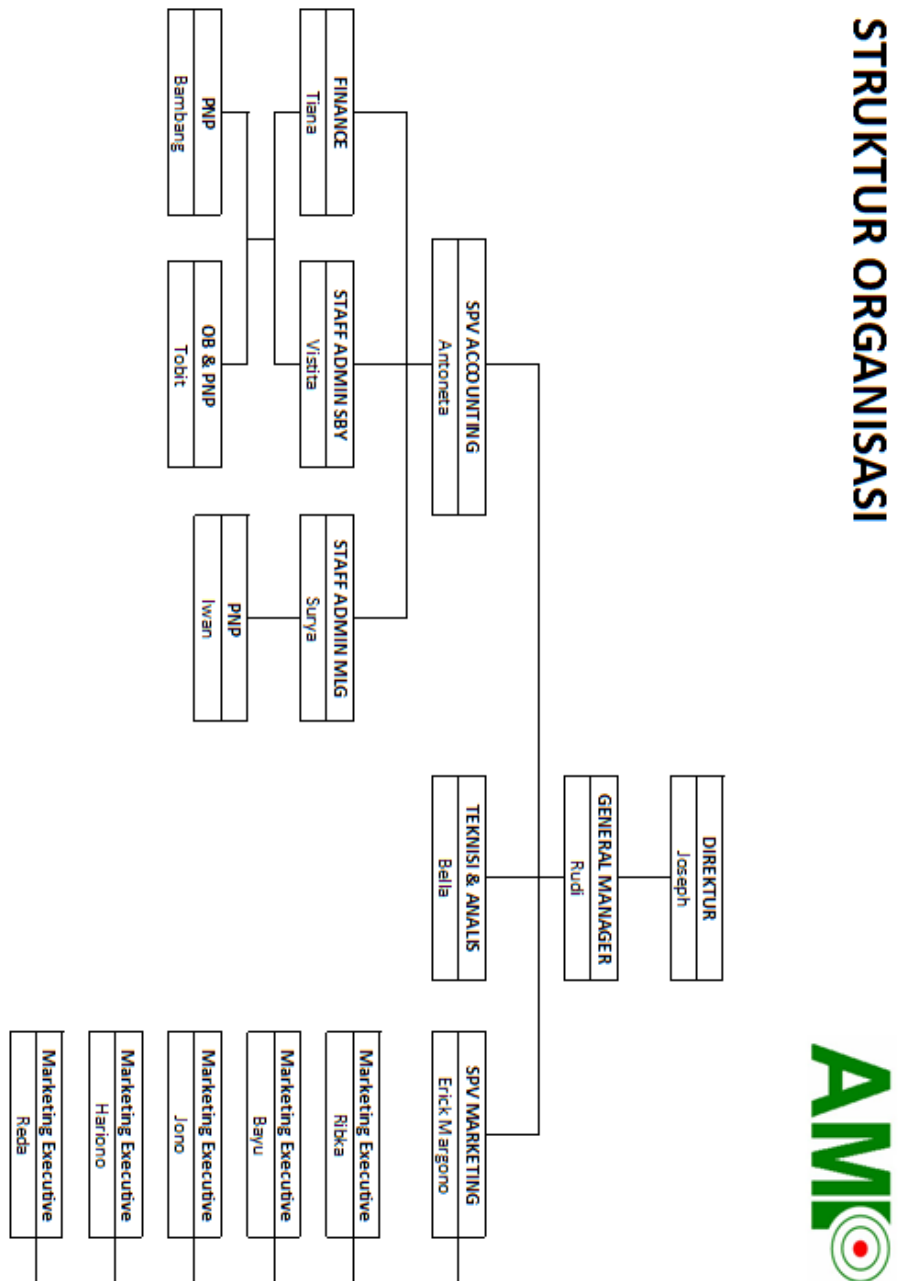 STRUKTUR ORGANISASI
AMO
DIREKTUR
Joseph
GENERAL MANAGER
Rudi
SPV ACCOUNTING
Antoneta
TEKNISI & ANALIS
Bella
SPV MARKETING
Erick Margono
FINANCE
Tiana
STAFF ADMIN SBY
Vistita
STAFF ADMIN MLG
Surya
PNP
Bambang
OB & PNP
Tobit
PNP
Iwan
Marketing Executive
Ribka
Marketing Executive
Bayu
Marketing Executive
Jono
Marketing Executive
Hariono
Marketing Executive
Reda